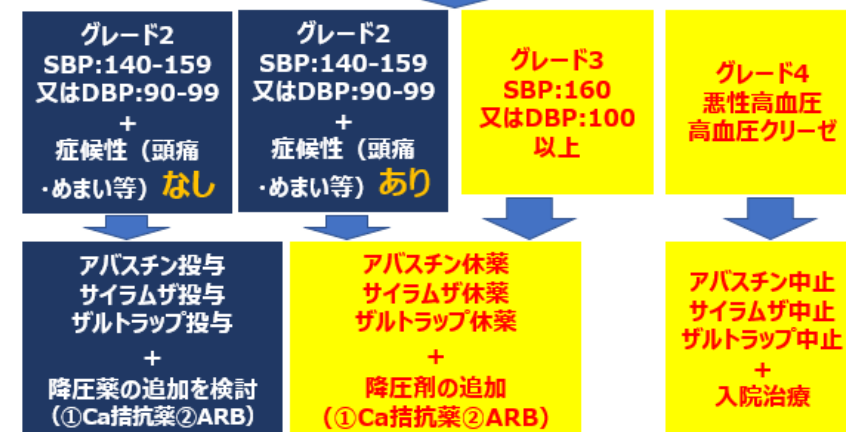 グレード2
SBP:140-159
又はDBP:90-99
+
症候性（頭痛
・めまい等）なし
グレード2
SBP:140-159
又はDBP:90-99
+
症候性（頭痛
・めまい等）あり
グレード3
SBP:160
又はDBP:100
以上
グレード4
悪性高血圧
高血圧クリーゼ
アバスチン投与
サイラムザ投与
ザルトラップ投与
+
降圧薬の追加を検討
（①Ca拮抗薬②ARB）
アバスチン休薬
サイラムザ休薬
ザルトラップ休薬
+
降圧剤の追加
（①Ca拮抗薬②ARB）
アバスチン中止
サイラムザ中止
ザルトラップ中止
+
入院治療